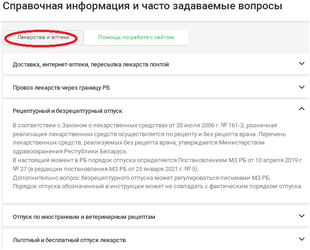 Справочная информация и часто задаваемые вопросы
Лекарства и аптеки
Помощь по работе с сайтом
Доставка, интернет-аптеки, пересылка лекарств почтой
Провоз лекарств через границу РБ
Рецептурный и безрецептурный отпуск
В соответствии с Законом о лекарственных средствах от 20 июля 2006 г. № 161-З, розничная
реализация лекарственных средств осуществляется по рецепту и без рецепта врача. Перечень
лекарственных средств, реализуемых без рецепта врача, утверждается Министерством
здравоохранения Республики Беларусь.
В настоящий момент в РБ порядок отпуска определяется Постановлением МЗ РБ от 10 апреля 2019 г.
№ 27 (в редакции постановления МЗ РБ от 25 января 2021 г. № 5).
Дополнительно вопрос безрецептурного отпуска может регулироваться письмами МЗ РБ.
Порядок отпуска обозначенный в инструкции может не совпадать с фактическим порядком отпуска.
Отпуск по иностранным и ветеринарным рецептам
Льготный и бесплатный отпуск лекарств